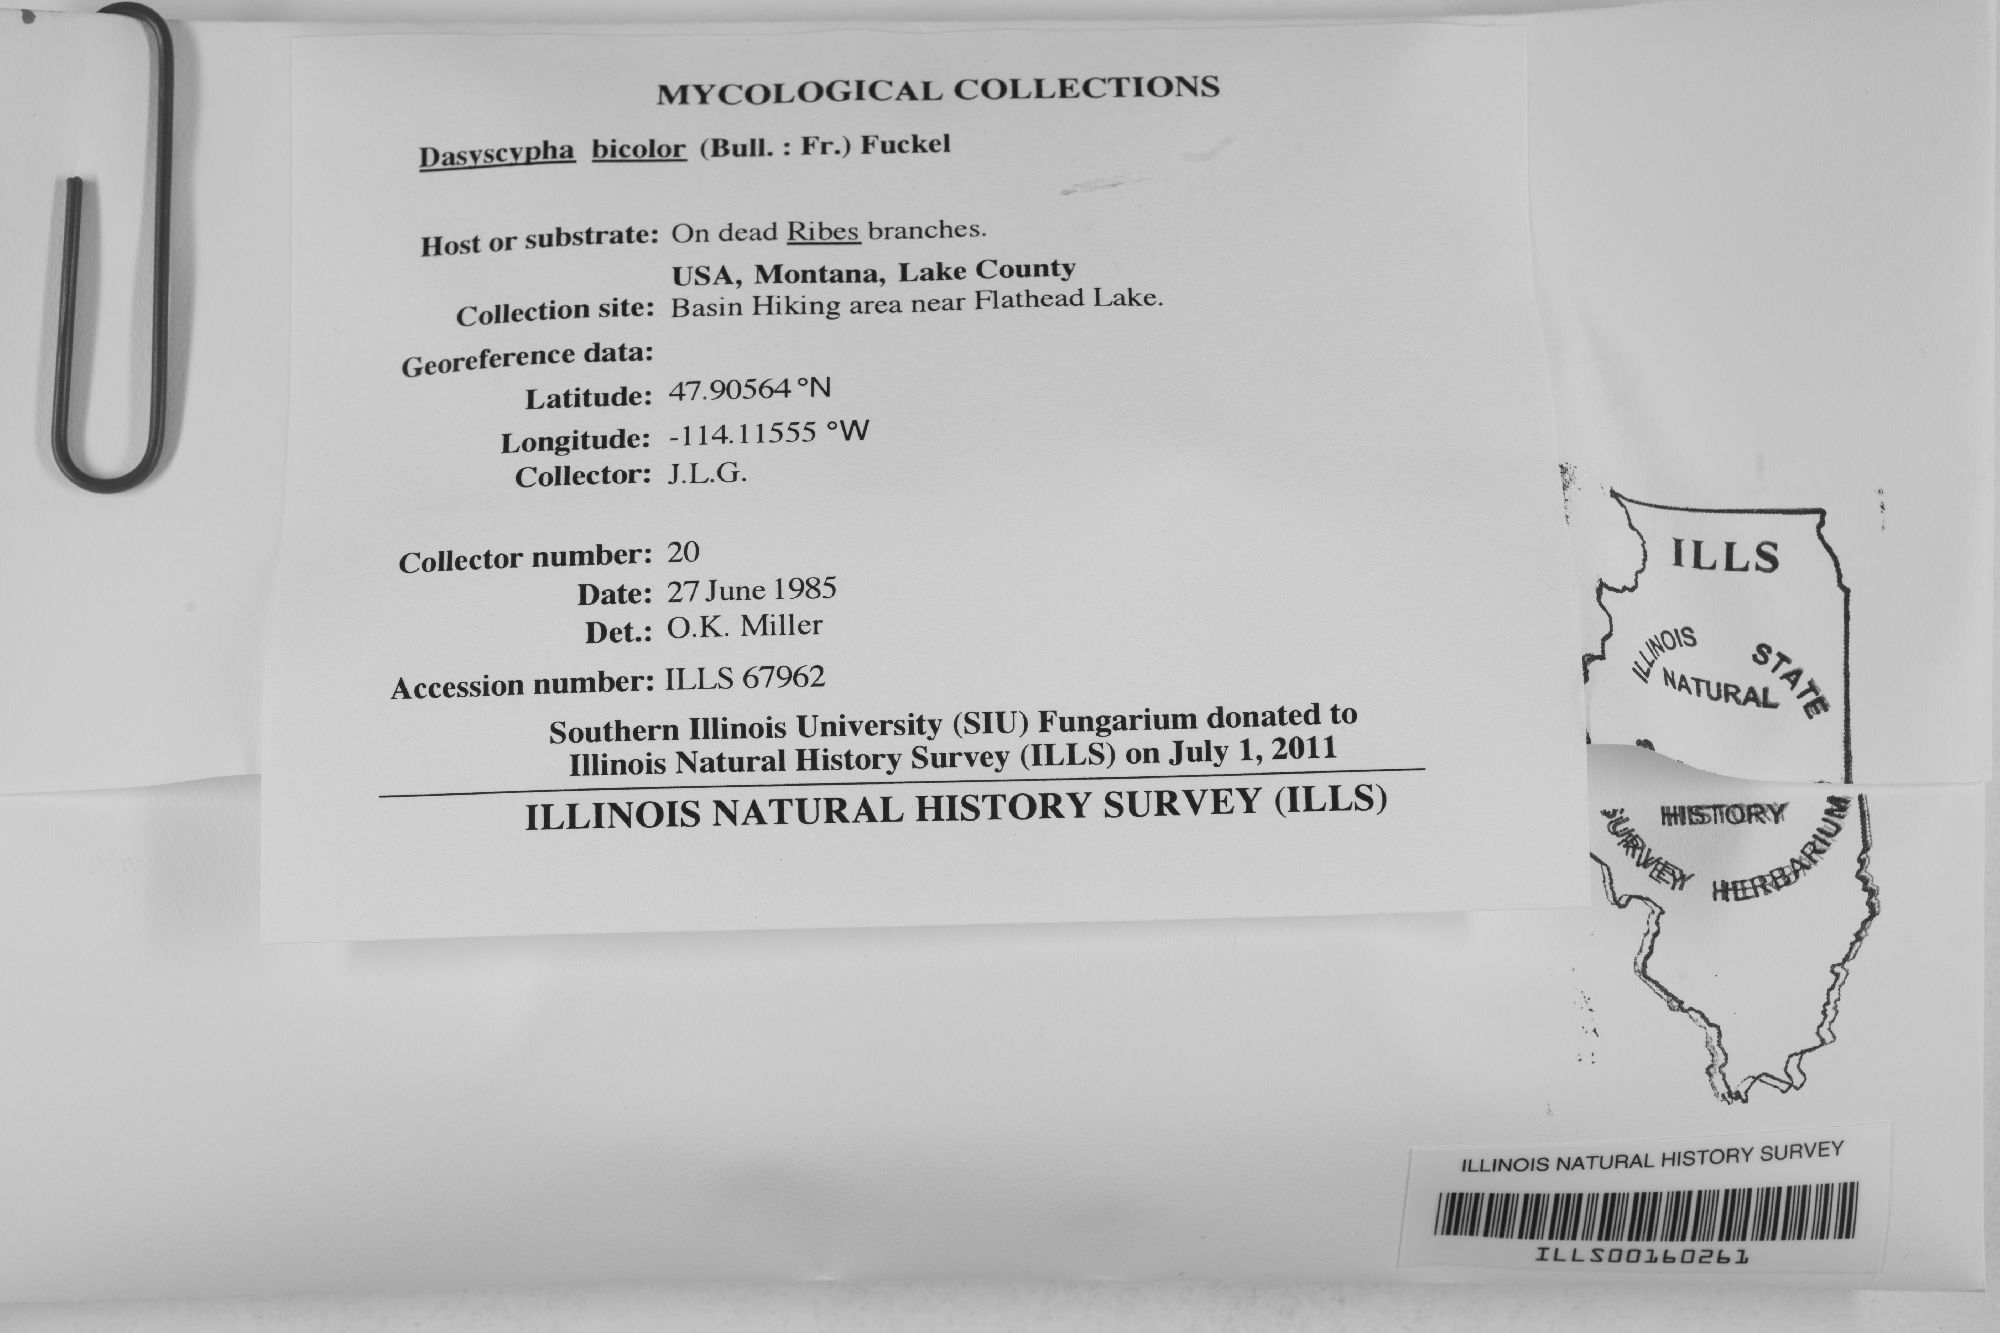 MYCOLOGICAL COLLECTIONS
Dasyscypha bicolor (Bull. : Fr.) Fuckel
Host or substrate: On dead Ribes branches.
USA, Montana, Lake County
Collection site: Basin Hiking area near Flathead Lake.
Georeference data:
Latitude: 47.90564 °N
Longitude: -114.11555 °W
Collector: J.L.G.
Collector number: 20
Date: 27 June 1985
Det.: O.K. Miller
Accession number: ILLS 67962
Southern Illinois University (SIU) Fungarium donated to
Illinois Natural History Survey (ILLS) on July 1, 2011
ILLINOIS NATURAL HISTORY SURVEY (ILLS)
ILLS
ILLINOIS STATE
NATURAL
HISTORY
SURVEY HERBARIUM
ILLINOIS NATURAL HISTORY SURVEY
ILLS00160261